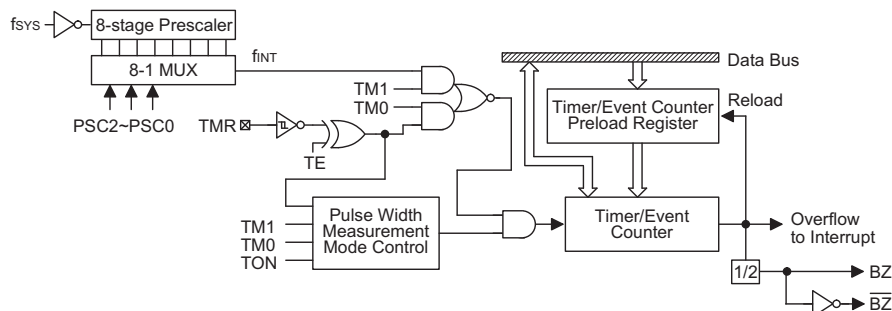 fSYS
8-stage Prescaler
8-1 MUX
fINT
PSC2~PSC0
TMR
TE
TM1
TM0
Data Bus
Timer/Event Counter
Preload Register
Reload
TM1
TM0
TON
Pulse Width
Measurement
Mode Control
Timer/Event
Counter
Overflow
to Interrupt
1/2
BZ
B̅Z̅